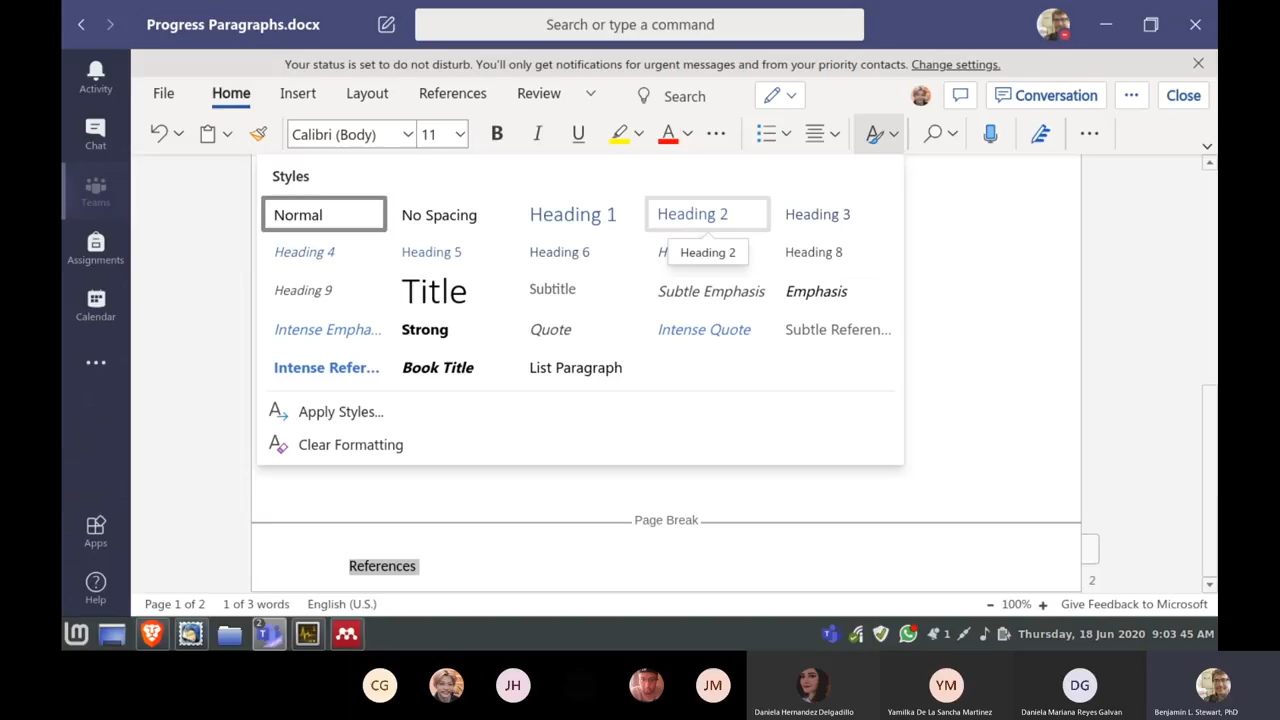 Progress Paragraphs.docx
Search or type a command
Your status is set to do not disturb. You'll only get notifications for urgent messages and from your priority contacts. Change settings.
Activity
Chat
Teams
Assignments
Calendar
Apps
Help
File Home Insert Layout References Review Search Conversation Close
Calibri (Body) 11 B I U A
Styles
Normal No Spacing Heading 1 Heading 2 Heading 3
Heading 4 Heading 5 Heading 6 Heading 2 Heading 8
Heading 9 Title Subtitle Subtle Emphasis Emphasis
Intense Empha... Strong Quote Intense Quote Subtle Referen...
Intense Refer... Book Title List Paragraph
Apply Styles...
Clear Formatting
Page Break
References
2
Page 1 of 2 1 of 3 words English (U.S.) 100% Give Feedback to Microsoft
2 1 Thursday, 18 Jun 2020 9:03:45 AM
CG JH JM YM DG
Daniela Hernandez Delgadillo Yamilka De La Sancha Martinez Daniela Mariana Reyes Galvan Benjamin L. Stewart, PhD